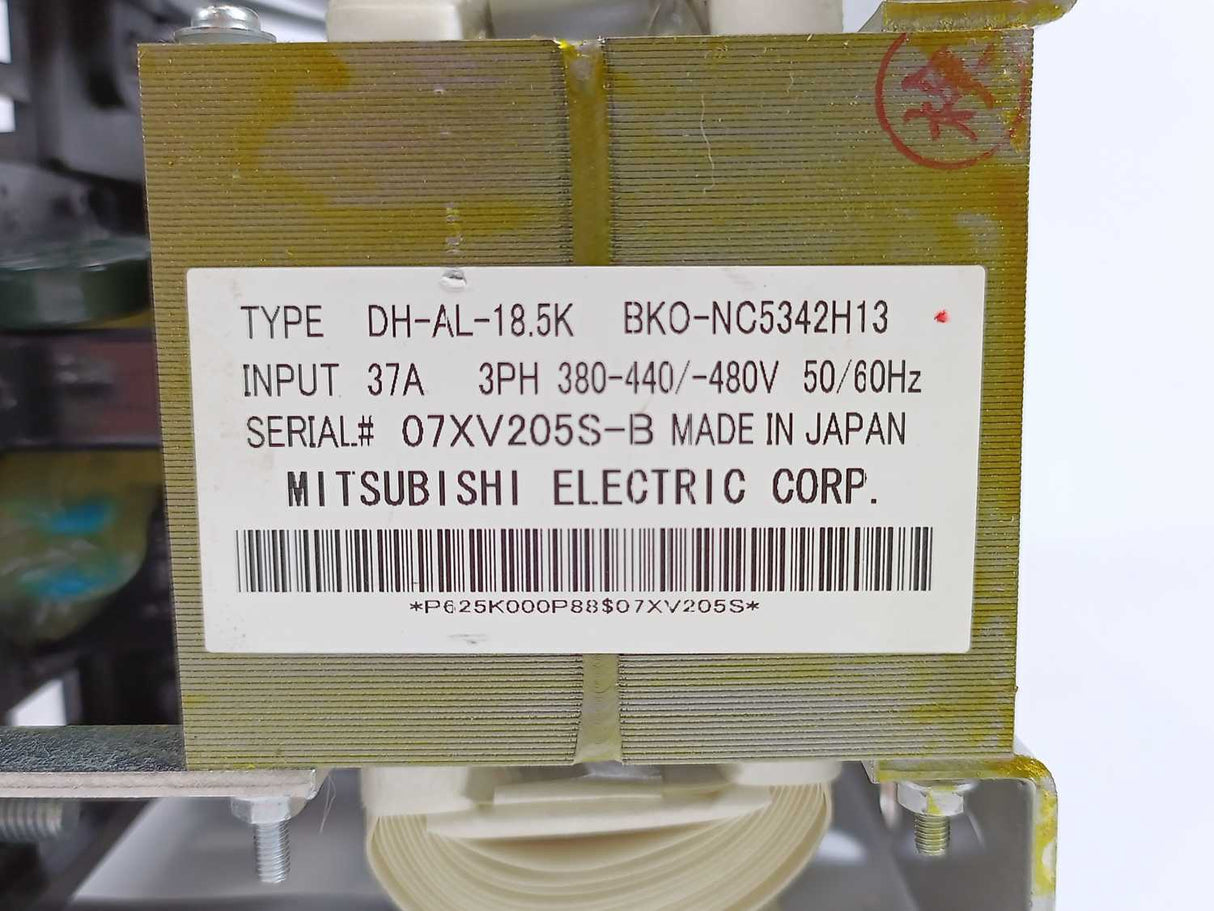 TYPE DH-AL-18.5K BKO-NC5342H13
INPUT 37A 3PH 380-440/-480V 50/60Hz
SERIAL# 07XV205S-B MADE IN JAPAN
MITSUBISHI ELECTRIC CORP.
*P625K000P88$07XV205S*